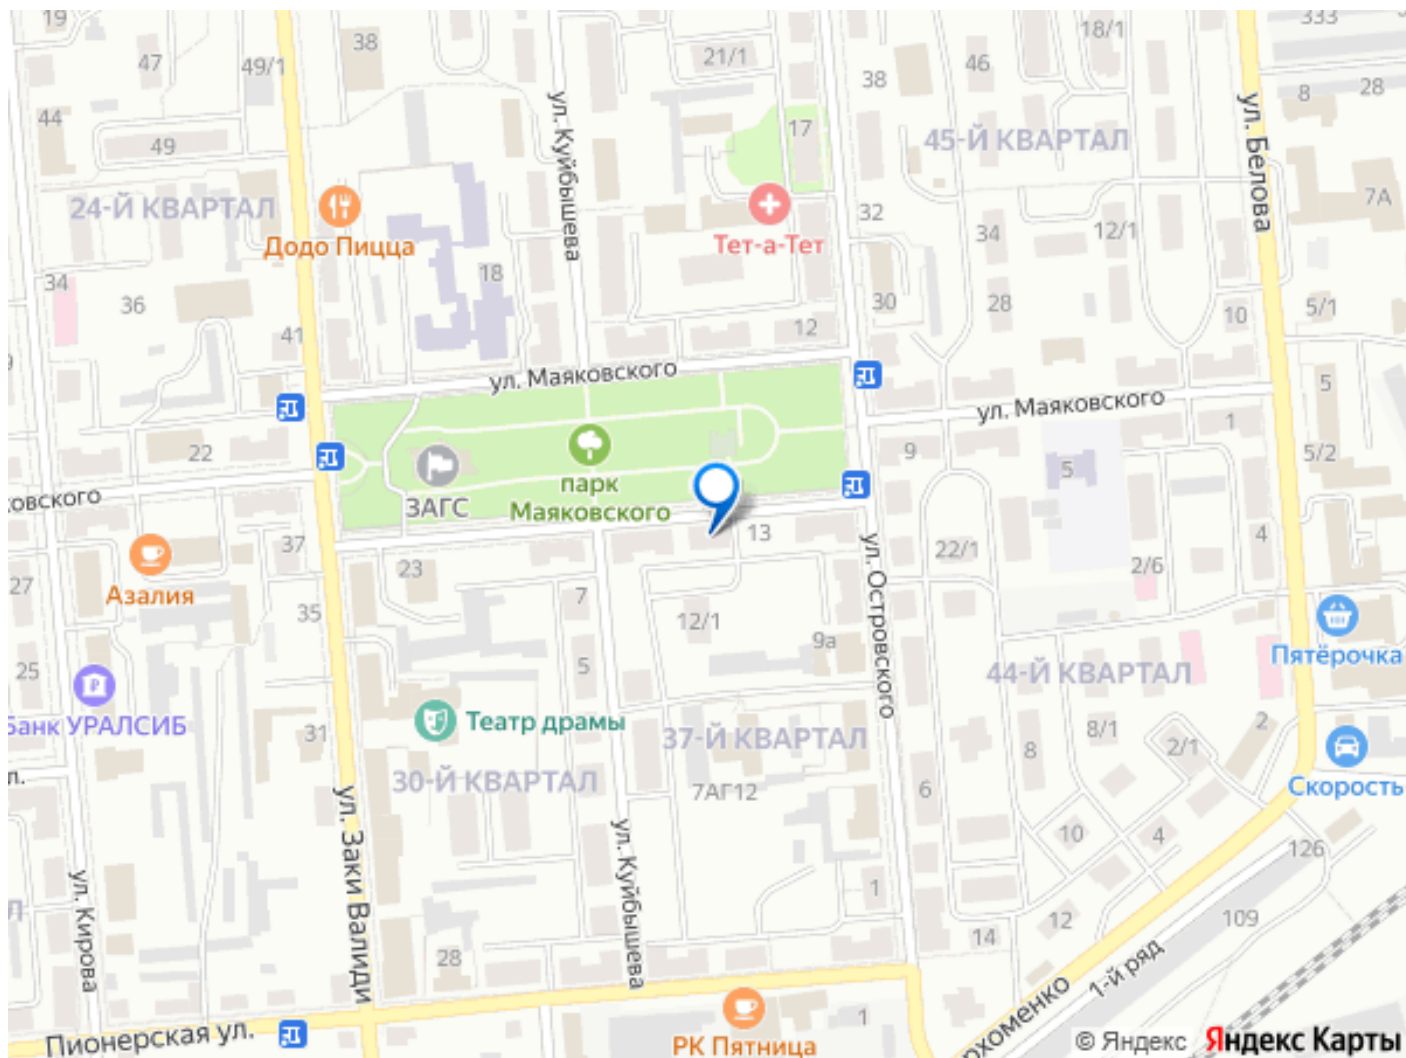 19
47
49/1
38
21/1
38
46
18/1
333
8
28
44
49
ул. Куйбышева
17
45-Й КВАРТАЛ
ул. Белова
7А
24-Й КВАРТАЛ
Додо Пицца
Тет-а-Тет
32
34
12/1
34
36
18
30
28
10
5/1
41
12
ул. Маяковского
ул. Маяковского
5
1
5/2
22
ЗАГС
парк
Маяковского
9
5
овского
37
13
22/1
4
27
Азалия
23
7
12/1
9а
ул. Островского
2/6
35
25
5
Пятёрочка
44-Й КВАРТАЛ
Банк УРАЛСИБ
Театр драмы
31
37-Й КВАРТАЛ
8
8/1
2/1
2
30-Й КВАРТАЛ
7АГ12
6
Скорость
л.
ул. Заки Валиди
ул. Куйбышева
10
4
126
ул. Кирова
1
12
109
28
14
1-й ряд
Пионерская ул.
РК Пятница
1
рхоменко
© Яндекс Яндекс Карты